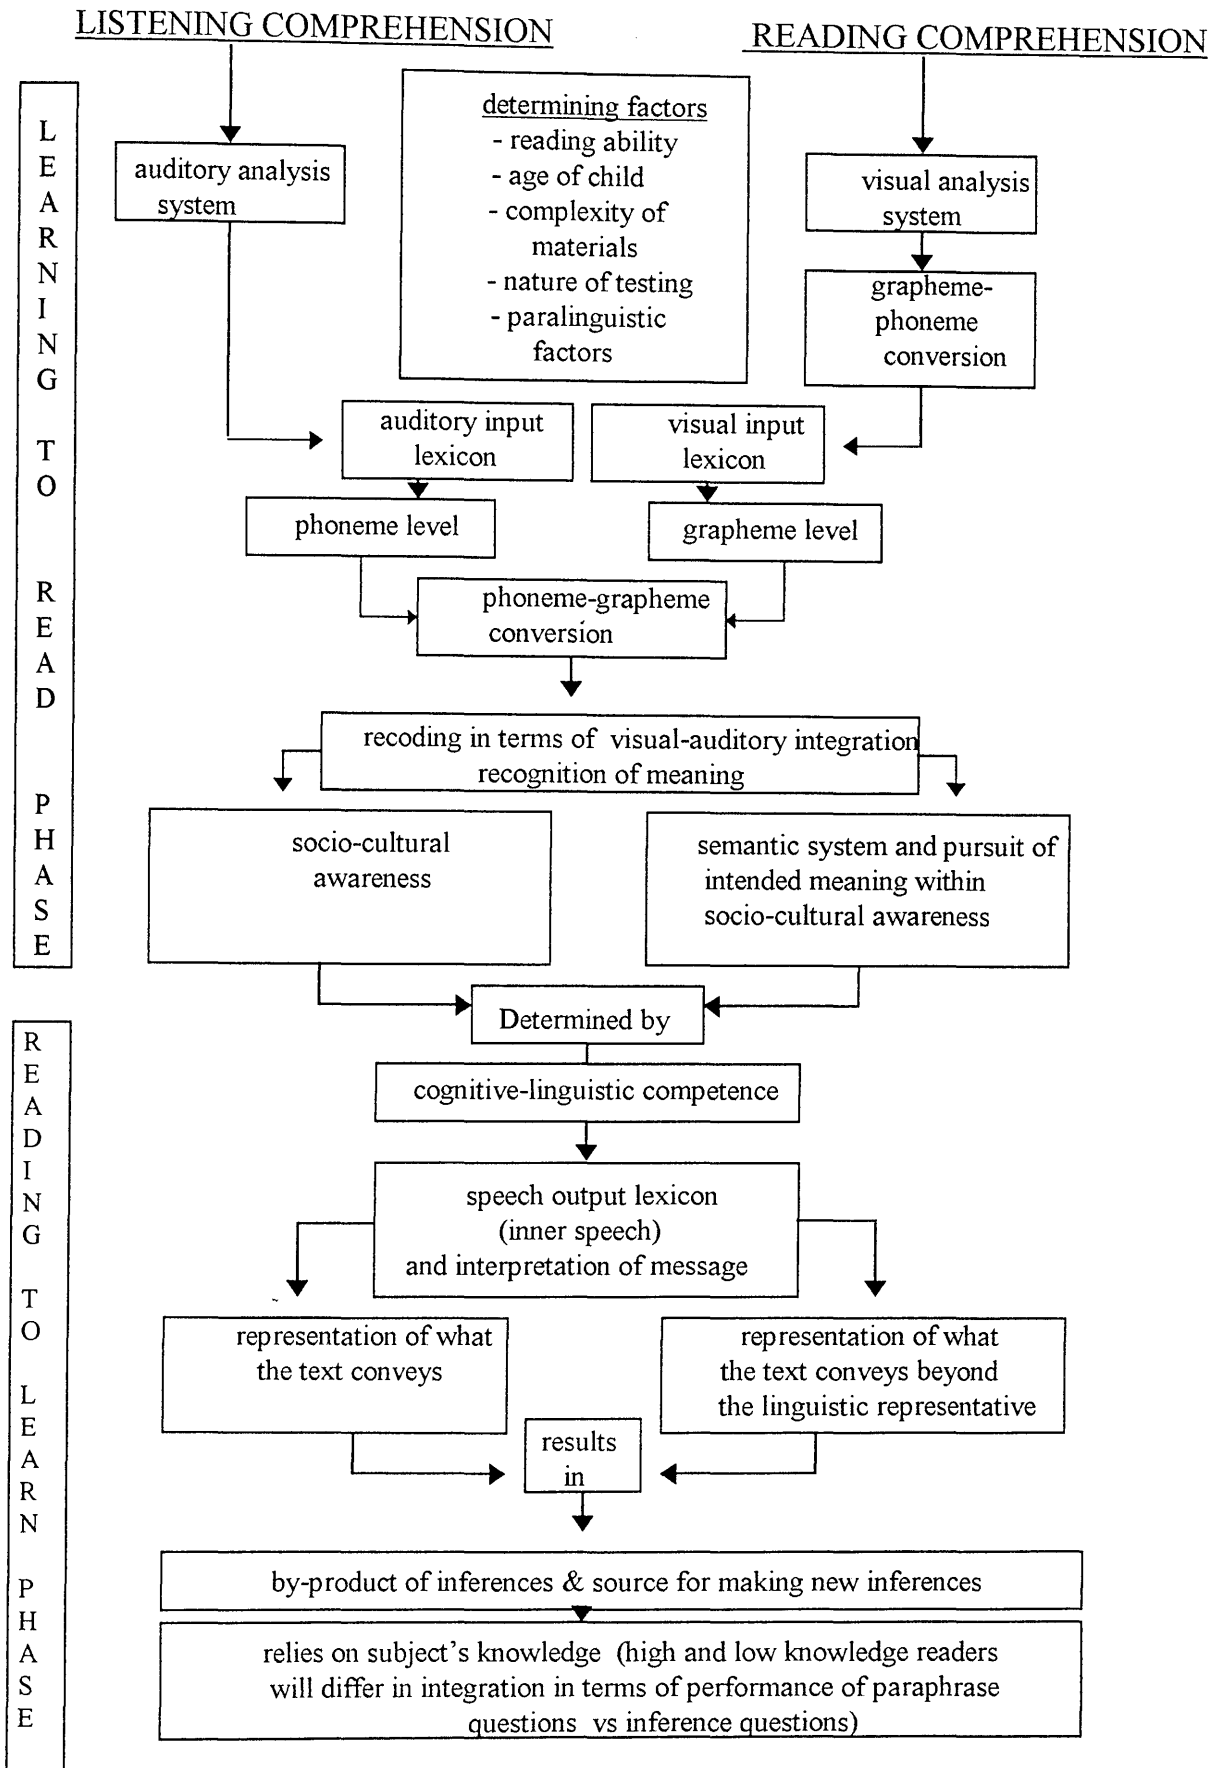 LISTENING COMPREHENSION
READING COMPREHENSION
LEARNING TO READ PHASE
determining factors
- reading ability
- age of child
- complexity of
materials
- nature of testing
- paralinguistic
factors
auditory analysis
system
visual analysis
system
grapheme-
phoneme
conversion
auditory input
lexicon
visual input
lexicon
phoneme level
grapheme level
phoneme-grapheme
conversion
recoding in terms of visual-auditory integration
recognition of meaning
socio-cultural
awareness
semantic system and pursuit of
intended meaning within
socio-cultural awareness
READING TO LEARN PHASE
Determined by
cognitive-linguistic competence
speech output lexicon
(inner speech)
and interpretation of message
representation of what
the text conveys
representation of what
the text conveys beyond
the linguistic representative
results
in
by-product of inferences & source for making new inferences
relies on subject's knowledge (high and low knowledge readers
will differ in integration in terms of performance of paraphrase
questions vs inference questions)